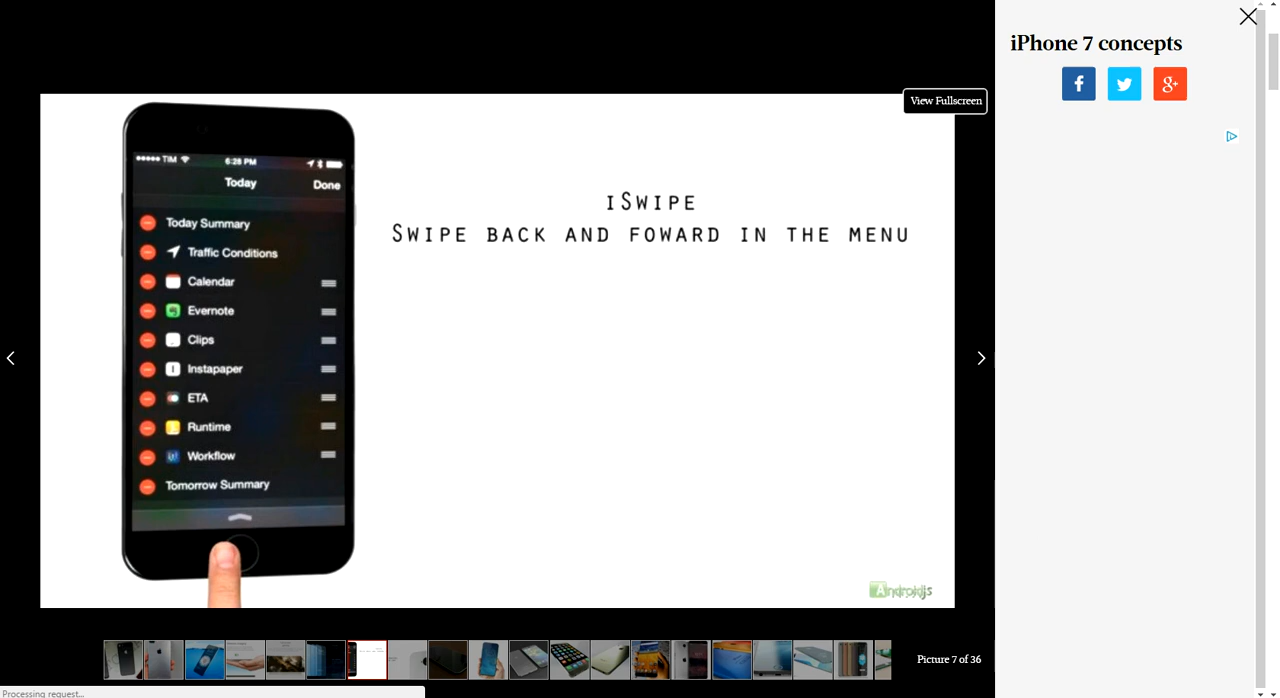 iPhone 7 concepts
f
g+
View Fullscreen
TIM
6:28 PM
Today
Done
Today Summary
Traffic Conditions
Calendar
Evernote
Clips
Instapaper
ETA
Runtime
Workflow
Tomorrow Summary
iSwipe
Swipe back and foward in the menu
Androidjs
Picture 7 of 36
Processing request...